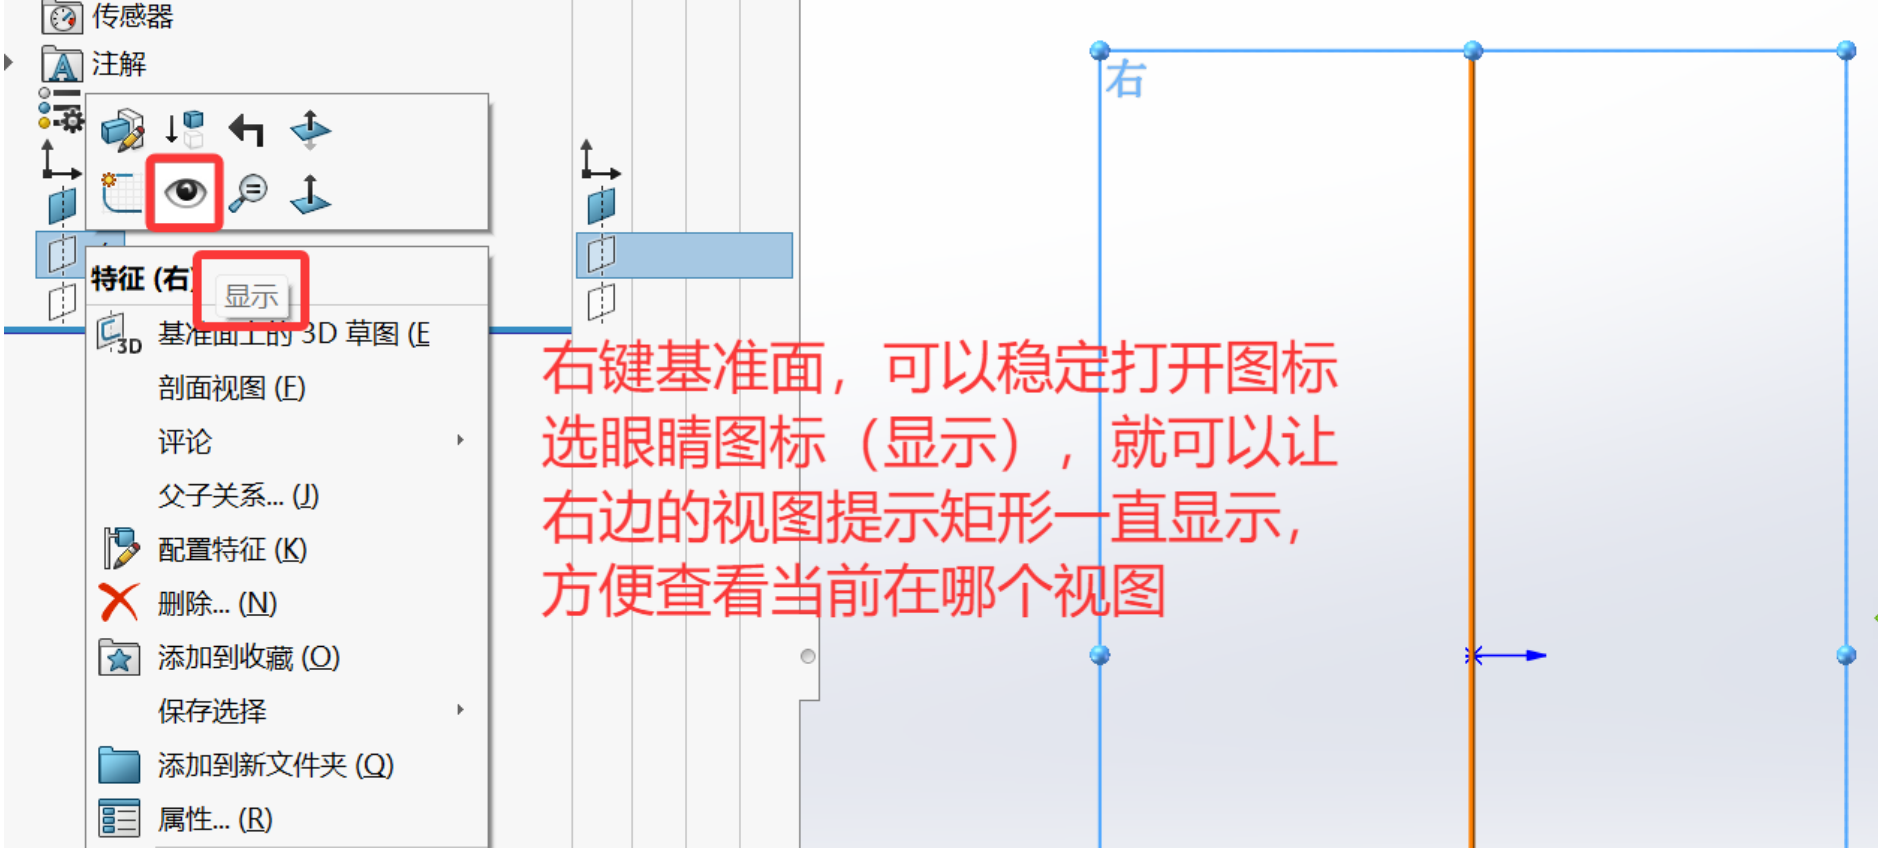 传感器
注解
右
特征 (右)
显示
基准面上的 3D 草图 (E
剖面视图 (F)
评论
父子关系... (J)
配置特征 (K)
删除... (N)
添加到收藏 (O)
保存选择
添加到新文件夹 (Q)
属性... (R)
右键基准面，可以稳定打开图标
选眼睛图标（显示），就可以让
右边的视图提示矩形一直显示，
方便查看当前在哪个视图